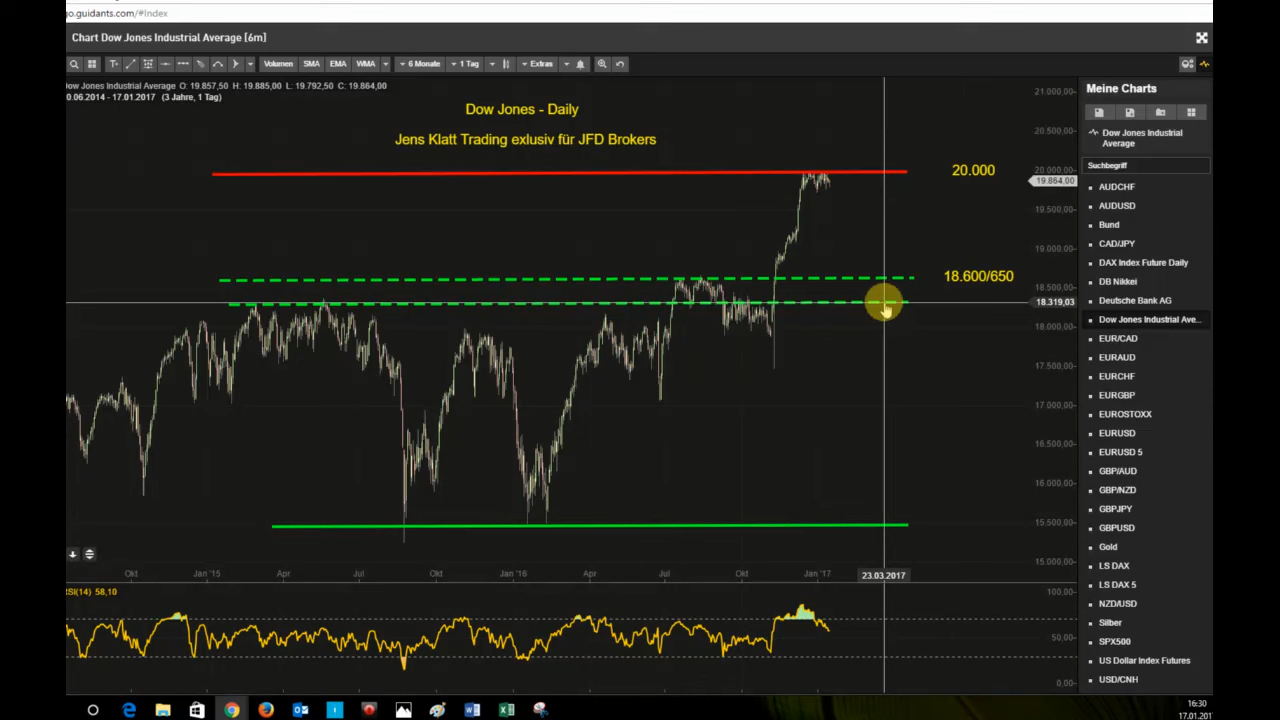 go.guidants.com/#index
Chart Dow Jones Industrial Average [6m]
Volumen SMA EMA WMA 6 Monate 1 Tag Extras
Dow Jones Industrial Average O: 19.857,50 H: 19.885,00 L: 19.792,50 C: 19.864,00
0.06.2014 - 17.01.2017 (3 Jahre, 1 Tag)
Dow Jones - Daily
Jens Klatt Trading exlusiv für JFD Brokers
20.000
18.600/650
21.000,00
20.500,00
20.000,00
19.864,00
19.500,00
19.000,00
18.500,00
18.319,03
18.000,00
17.500,00
17.000,00
16.500,00
16.000,00
15.500,00
15.000,00
Okt Jan '15 Apr Jul Okt Jan '16 Apr Jul Okt Jan '17 23.03.2017
RSI(14) 58,10
100,00
50,00
0,00
Meine Charts
Dow Jones Industrial
Average
Suchbegriff
AUDCHF
AUDUSD
Bund
CAD/JPY
DAX Index Future Daily
DB Nikkei
Deutsche Bank AG
Dow Jones Industrial Ave...
EUR/CAD
EURAUD
EURCHF
EURGBP
EUROSTOXX
EURUSD
EURUSD 5
GBP/AUD
GBP/NZD
GBPJPY
GBPUSD
Gold
LS DAX
LS DAX 5
NZD/USD
Silber
SPX500
US Dollar Index Futures
USD/CNH
16:30
17.01.201